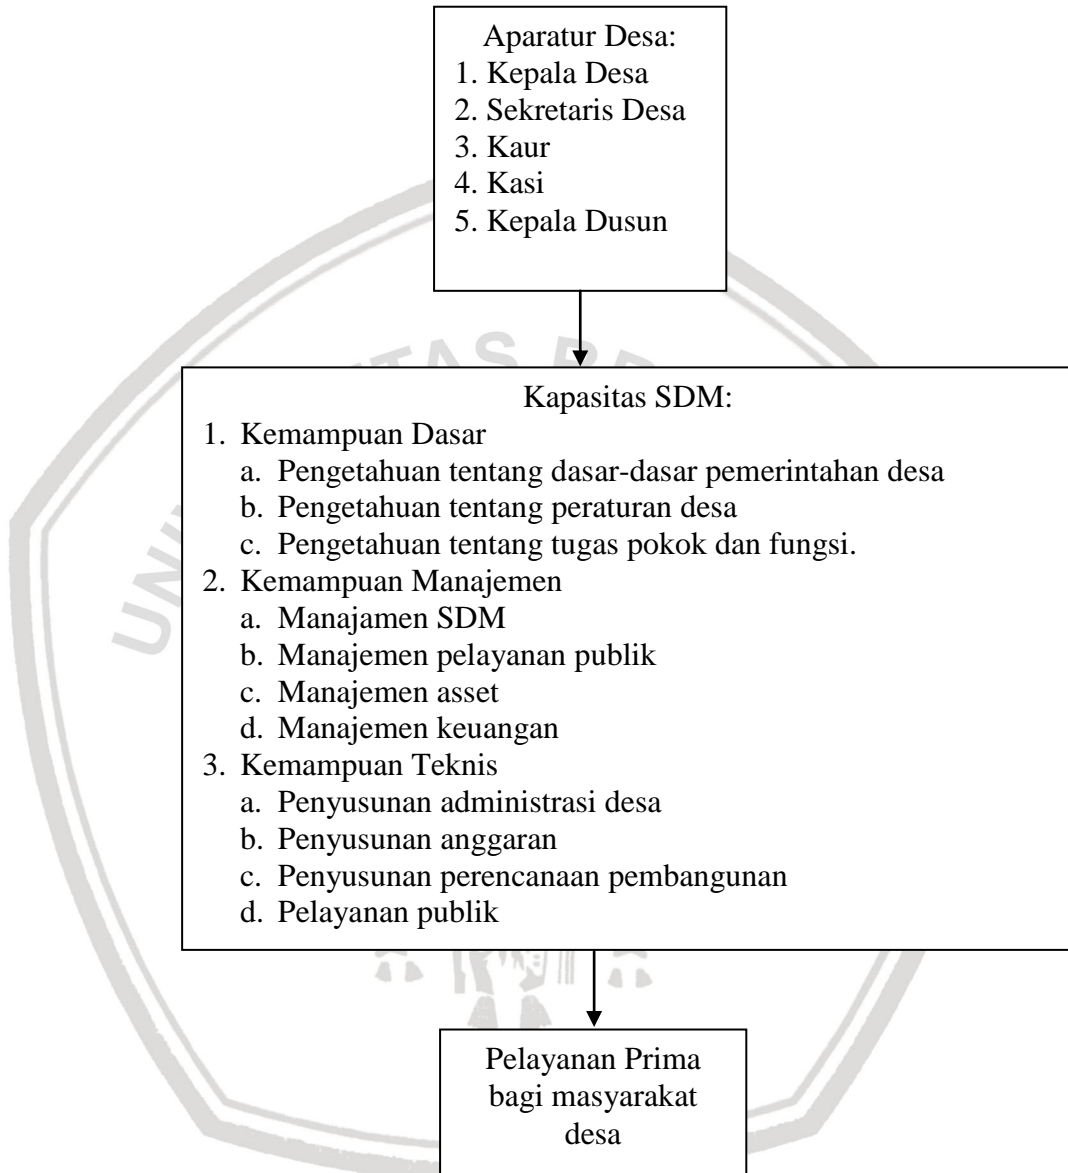 Aparatur Desa:
1. Kepala Desa
2. Sekretaris Desa
3. Kaur
4. Kasi
5. Kepala Dusun
Kapasitas SDM:
1. Kemampuan Dasar
a. Pengetahuan tentang dasar-dasar pemerintahan desa
b. Pengetahuan tentang peraturan desa
c. Pengetahuan tentang tugas pokok dan fungsi.
2. Kemampuan Manajemen
a. Manajamen SDM
b. Manajemen pelayanan publik
c. Manajemen asset
d. Manajemen keuangan
3. Kemampuan Teknis
a. Penyusunan administrasi desa
b. Penyusunan anggaran
c. Penyusunan perencanaan pembangunan
d. Pelayanan publik
Pelayanan Prima
bagi masyarakat
desa